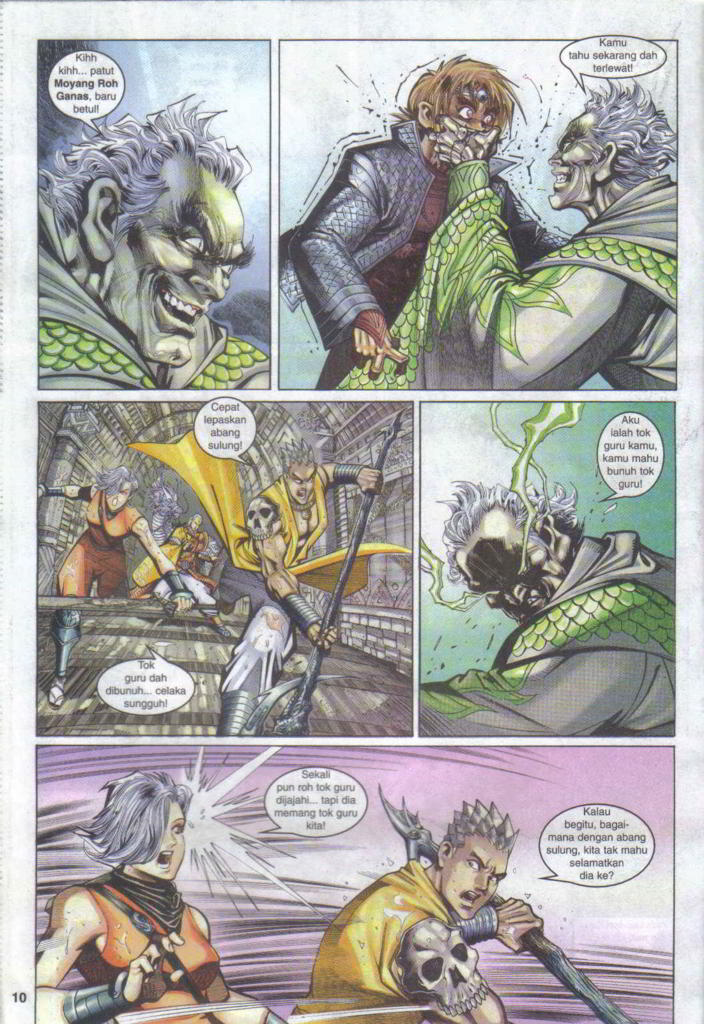 Kihh
kihh... patut
Moyang Roh
Ganas, baru
betul!
Kamu
tahu sekarang dah
terlewat!
Cepat
lepaskan
abang
sulung!
Tok
guru dah
dibunuh... celaka
sungguh!
Aku
ialah tok
guru kamu,
kamu mahu
bunuh tok
guru!
Sekali
pun roh tok guru
dijajahi... tapi dia
memang tok guru
kita!
Kalau
begitu, bagai-
mana dengan abang
sulung, kita tak mahu
selamatkan
dia ke?
10